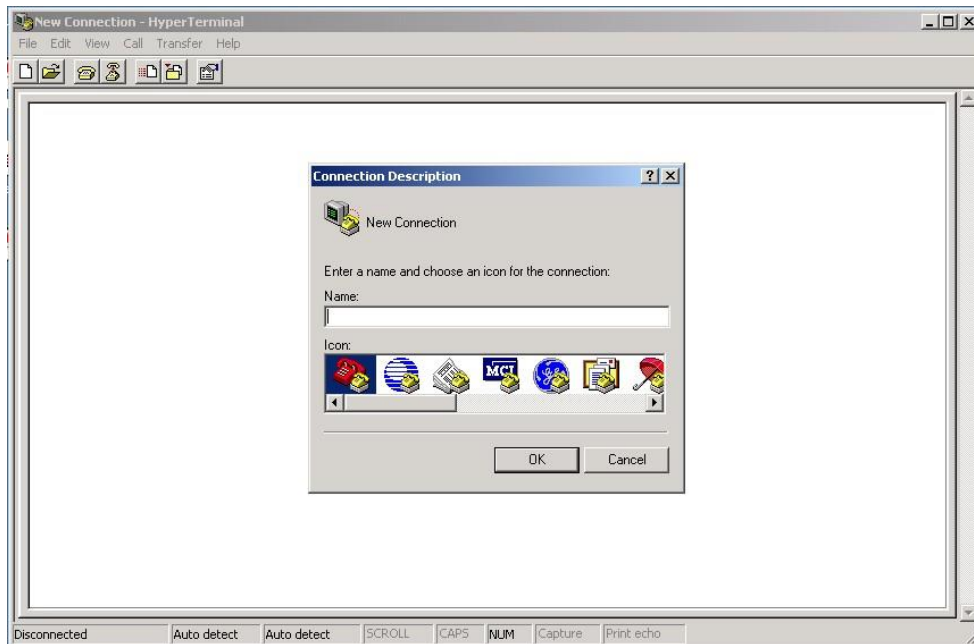 New Connection - HyperTerminal
File Edit View Call Transfer Help
Connection Description
New Connection
Enter a name and choose an icon for the connection:
Name:
Icon:
MCI
OK Cancel
Disconnected Auto detect Auto detect SCROLL CAPS NUM Capture Print echo